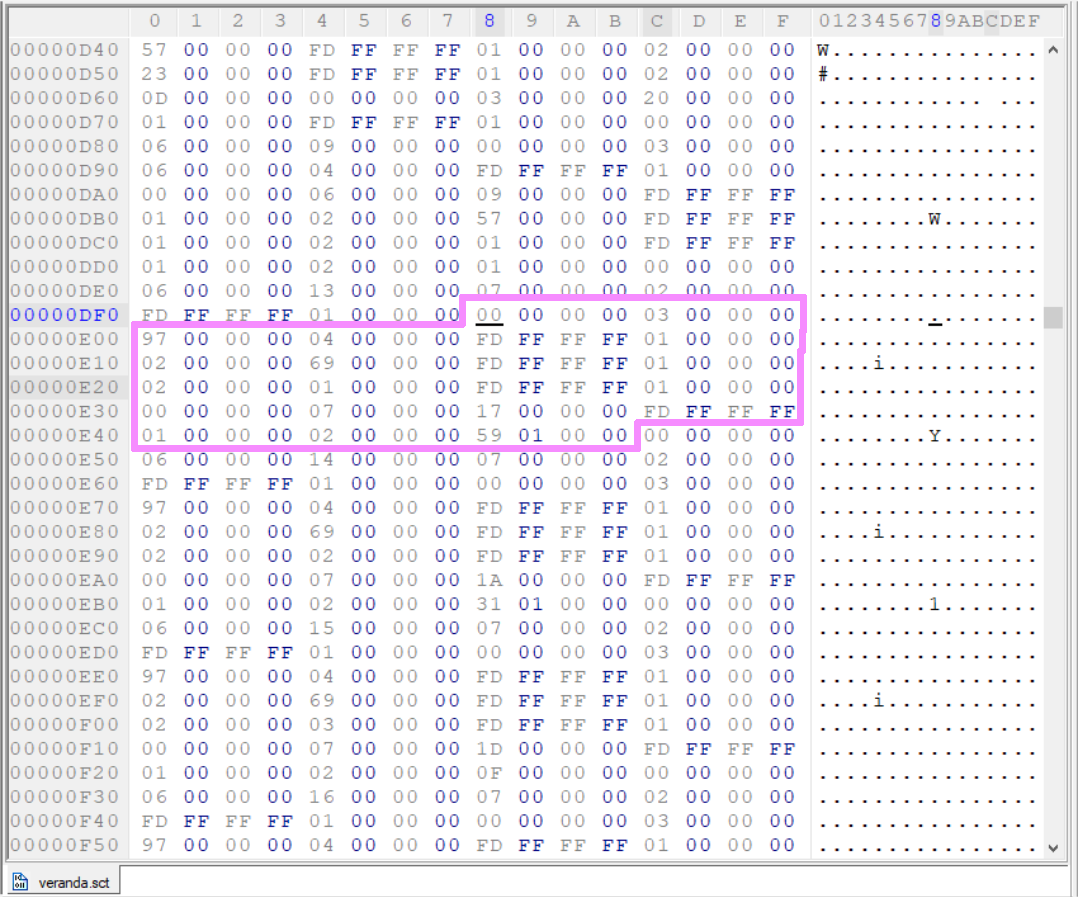 0 1 2 3 4 5 6 7 8 9 A B C D E F 0123456789ABCDEF
00000D40 57 00 00 00 FD FF FF FF 01 00 00 00 02 00 00 00 W...............
00000D50 23 00 00 00 FD FF FF FF 01 00 00 00 02 00 00 00 #...............
00000D60 0D 00 00 00 00 00 00 00 03 00 00 00 20 00 00 00 ............ ...
00000D70 01 00 00 00 FD FF FF FF 01 00 00 00 00 00 00 00 ................
00000D80 06 00 00 00 09 00 00 00 00 00 00 00 03 00 00 00 ................
00000D90 06 00 00 00 04 00 00 00 FD FF FF FF 01 00 00 00 ................
00000DA0 00 00 00 00 06 00 00 00 09 00 00 00 FD FF FF FF ................
00000DB0 01 00 00 00 02 00 00 00 57 00 00 00 FD FF FF FF ........W.......
00000DC0 01 00 00 00 02 00 00 00 01 00 00 00 FD FF FF FF ................
00000DD0 01 00 00 00 02 00 00 00 01 00 00 00 00 00 00 00 ................
00000DE0 06 00 00 00 13 00 00 00 07 00 00 00 02 00 00 00 ................
00000DF0 FD FF FF FF 01 00 00 00 00 00 00 00 03 00 00 00 ................
00000E00 97 00 00 00 04 00 00 00 FD FF FF FF 01 00 00 00 ................
00000E10 02 00 00 00 69 00 00 00 FD FF FF FF 01 00 00 00 ....i...........
00000E20 02 00 00 00 01 00 00 00 FD FF FF FF 01 00 00 00 ................
00000E30 00 00 00 00 07 00 00 00 17 00 00 00 FD FF FF FF ................
00000E40 01 00 00 00 02 00 00 00 59 01 00 00 00 00 00 00 ........Y.......
00000E50 06 00 00 00 14 00 00 00 07 00 00 00 02 00 00 00 ................
00000E60 FD FF FF FF 01 00 00 00 00 00 00 00 03 00 00 00 ................
00000E70 97 00 00 00 04 00 00 00 FD FF FF FF 01 00 00 00 ................
00000E80 02 00 00 00 69 00 00 00 FD FF FF FF 01 00 00 00 ....i...........
00000E90 02 00 00 00 02 00 00 00 FD FF FF FF 01 00 00 00 ................
00000EA0 00 00 00 00 07 00 00 00 1A 00 00 00 FD FF FF FF ................
00000EB0 01 00 00 00 02 00 00 00 31 01 00 00 00 00 00 00 ........1.......
00000EC0 06 00 00 00 15 00 00 00 07 00 00 00 02 00 00 00 ................
00000ED0 FD FF FF FF 01 00 00 00 00 00 00 00 03 00 00 00 ................
00000EE0 97 00 00 00 04 00 00 00 FD FF FF FF 01 00 00 00 ................
00000EF0 02 00 00 00 69 00 00 00 FD FF FF FF 01 00 00 00 ....i...........
00000F00 02 00 00 00 03 00 00 00 FD FF FF FF 01 00 00 00 ................
00000F10 00 00 00 00 07 00 00 00 1D 00 00 00 FD FF FF FF ................
00000F20 01 00 00 00 02 00 00 00 0F 00 00 00 00 00 00 00 ................
00000F30 06 00 00 00 16 00 00 00 07 00 00 00 02 00 00 00 ................
00000F40 FD FF FF FF 01 00 00 00 00 00 00 00 03 00 00 00 ................
00000F50 97 00 00 00 04 00 00 00 FD FF FF FF 01 00 00 00 ................
veranda.sct